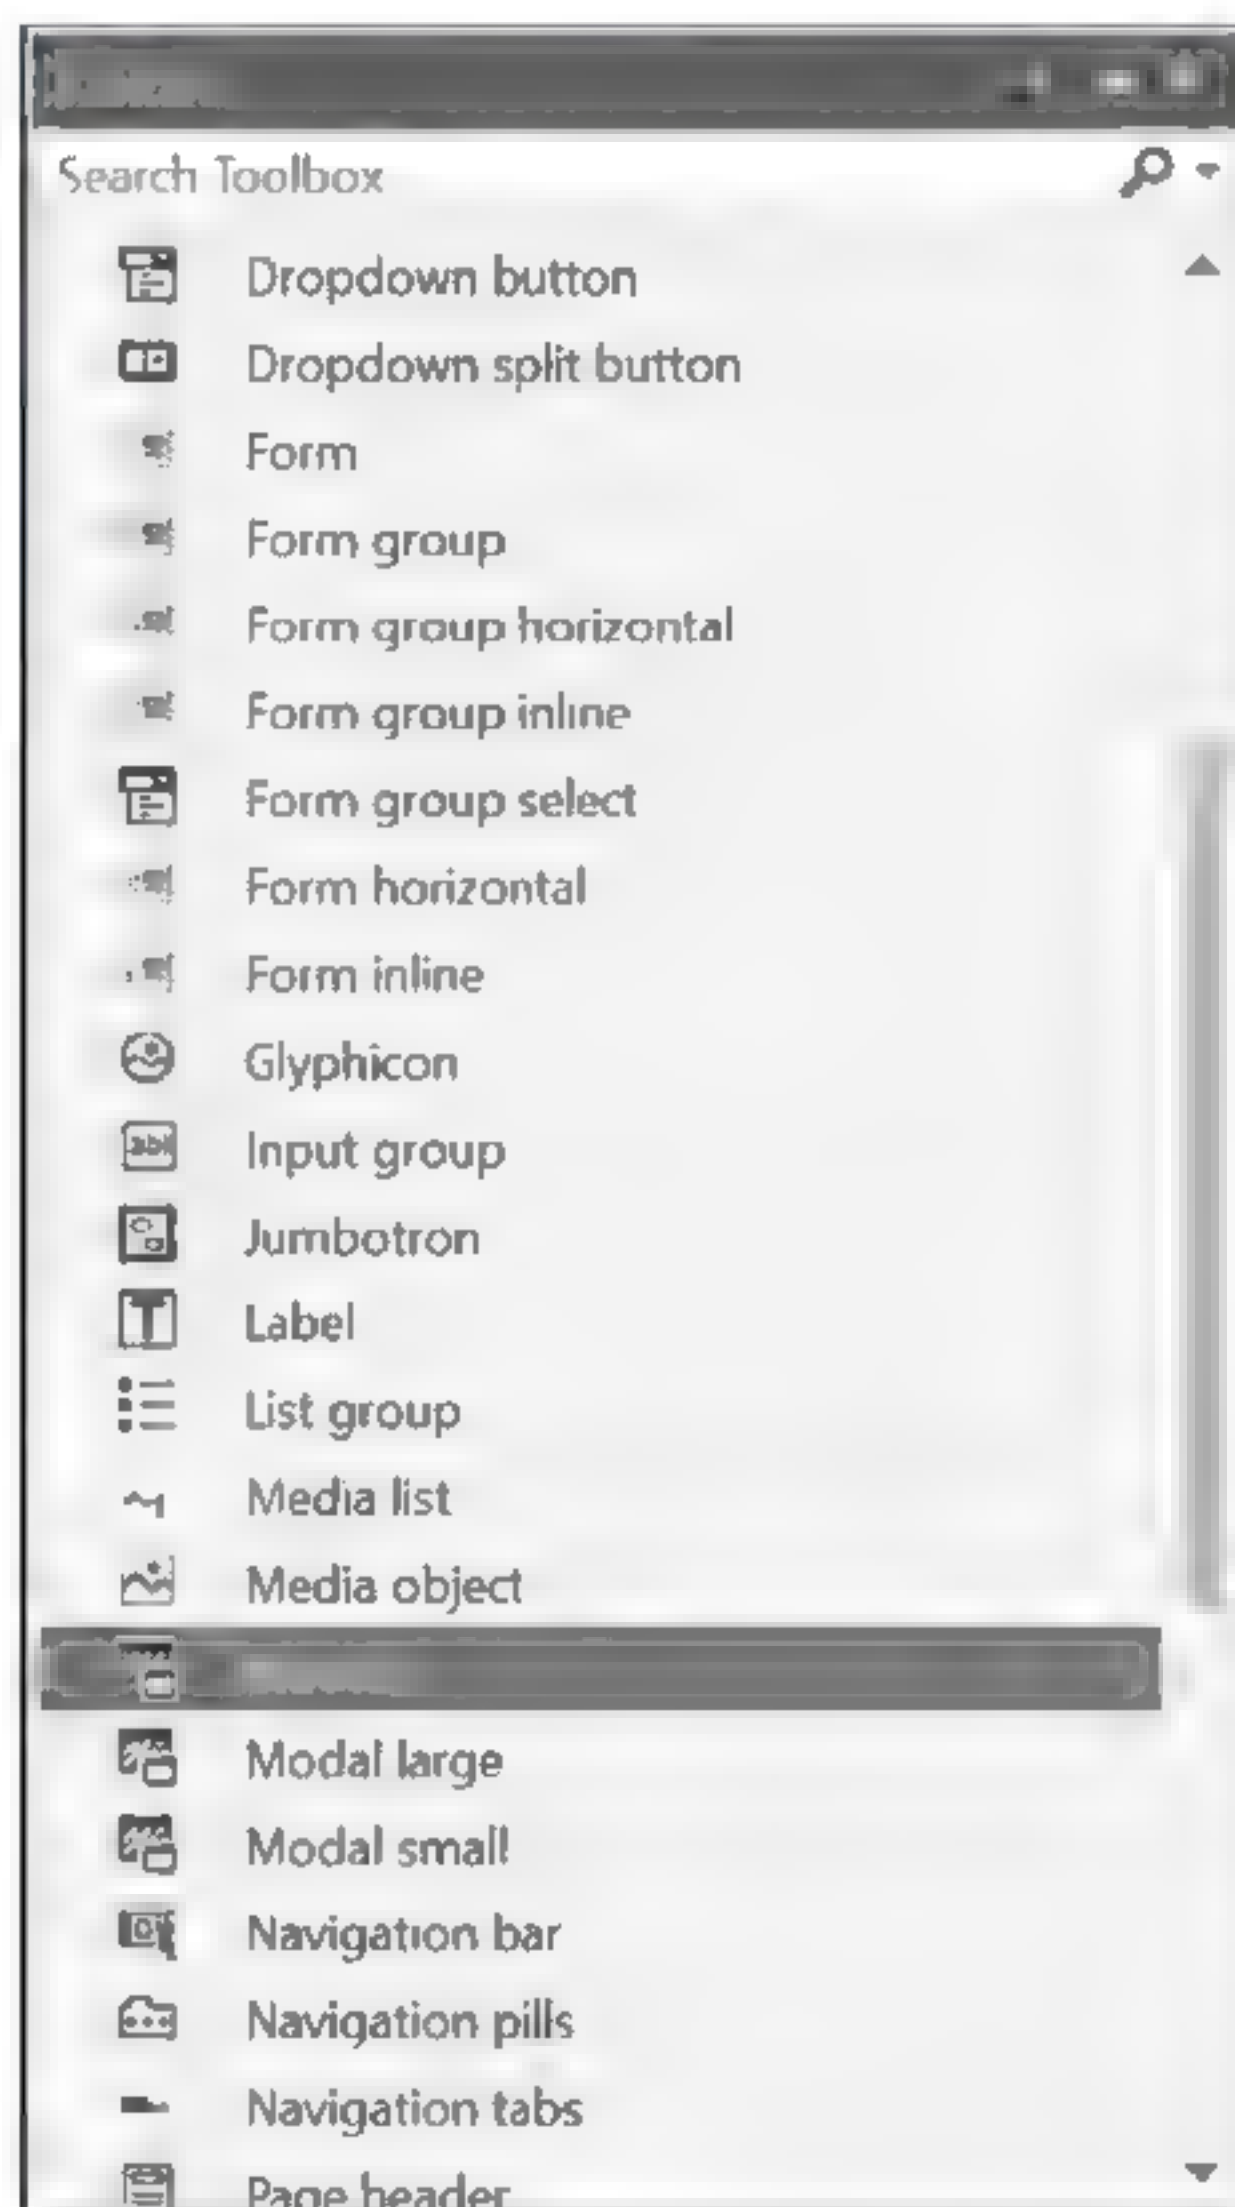 Search Toolbox
Dropdown button
Dropdown split button
Form
Form group
Form group horizontal
Form group inline
Form group select
Form horizontal
Form inline
Glyphicon
Input group
Jumbotron
Label
List group
Media list
Media object
Modal large
Modal small
Navigation bar
Navigation pills
Navigation tabs
Page header